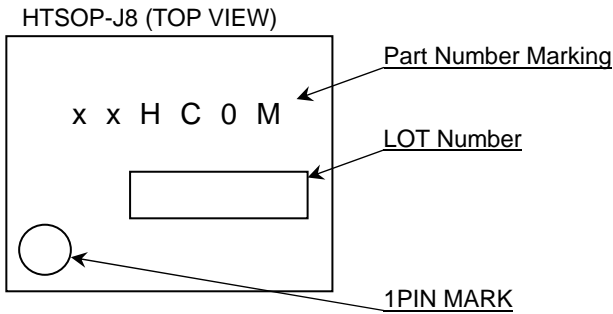 HTSOP-J8 (TOP VIEW)
Part Number Marking
x x H C 0 M
LOT Number
1PIN MARK